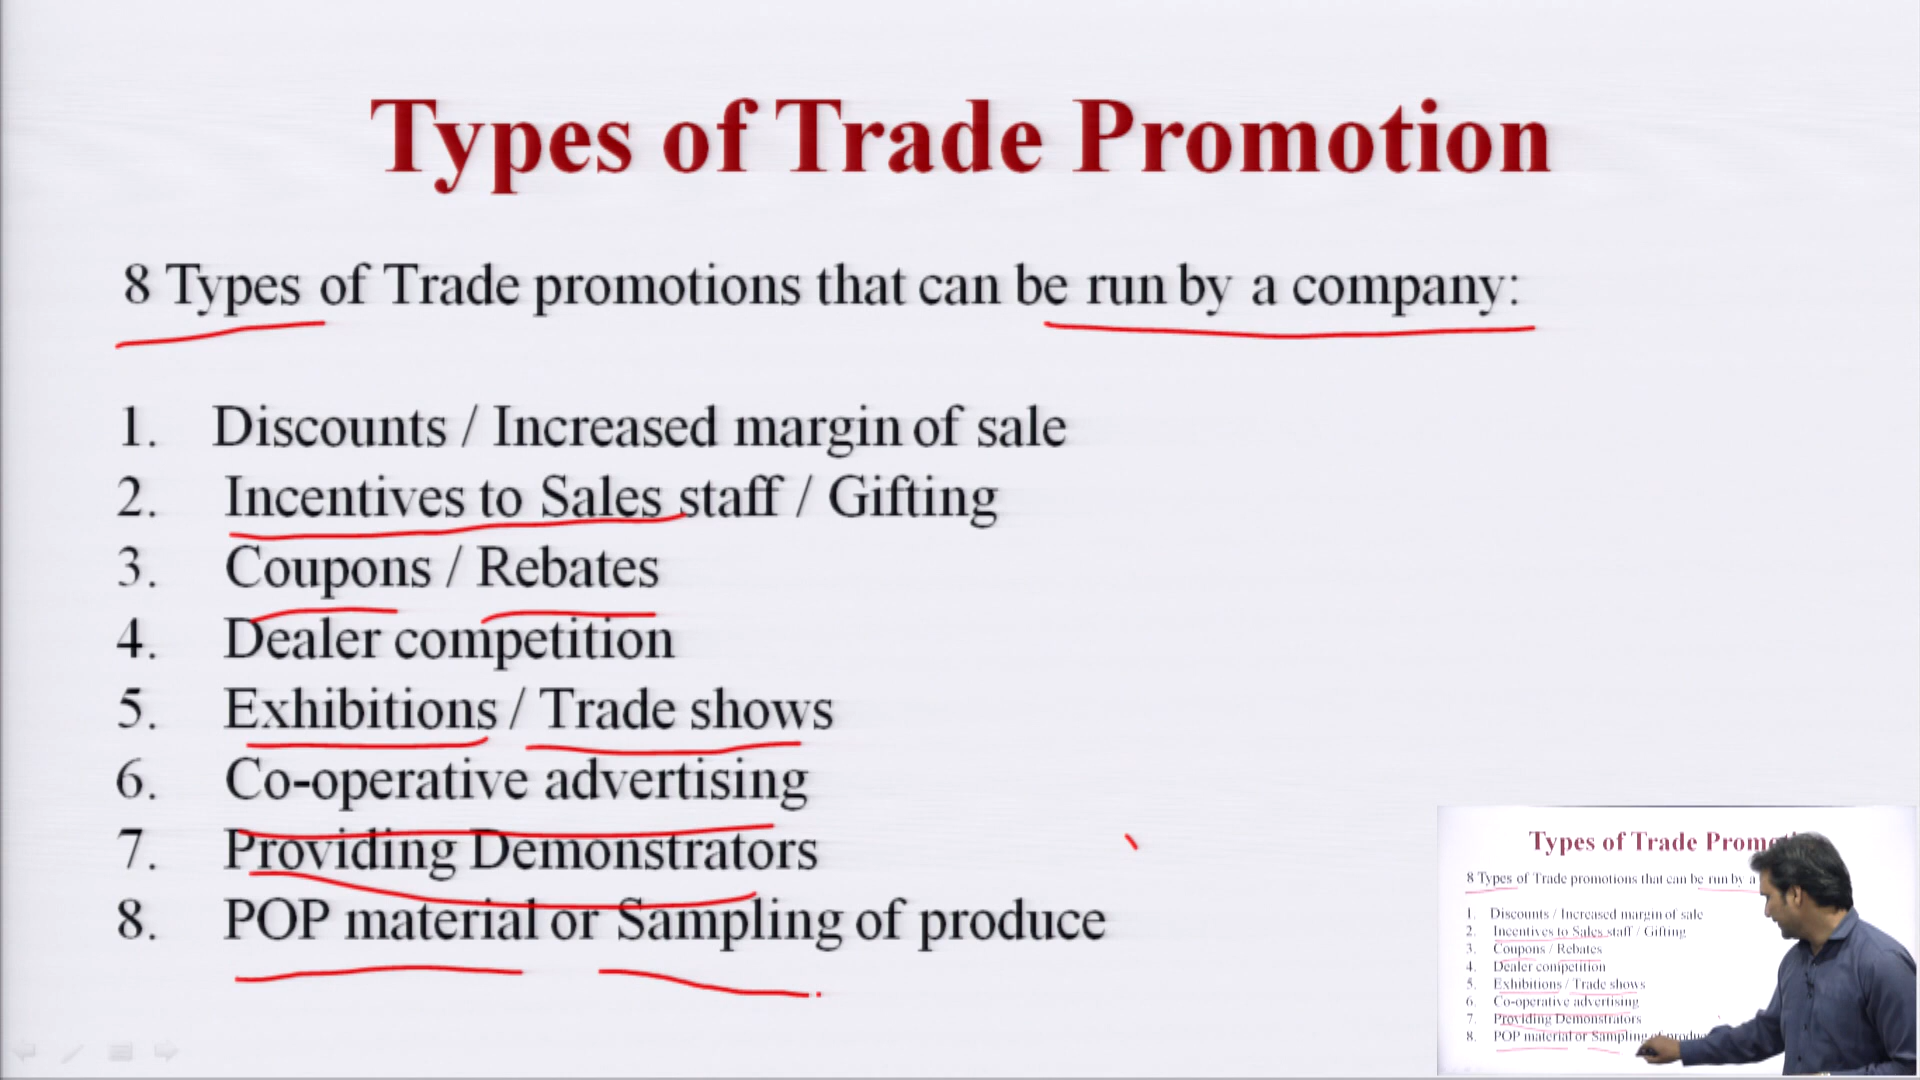 Types of Trade Promotion
8 Types of Trade promotions that can be run by a company:
1. Discounts / Increased margin of sale
2. Incentives to Sales staff / Gifting
3. Coupons / Rebates
4. Dealer competition
5. Exhibitions / Trade shows
6. Co-operative advertising
7. Providing Demonstrators
8. POP material or Sampling of produce
Types of Trade Promo
8 Types of Trade promotions that can be run by a
1. Discounts / Increased margin of sale
2. Incentives to Sales staff / Gifting
3. Coupons / Rebates
4. Dealer competition
5. Exhibitions / Trade shows
6. Co-operative advertising
7. Providing Demonstrators
8. POP material or Sampling of produ